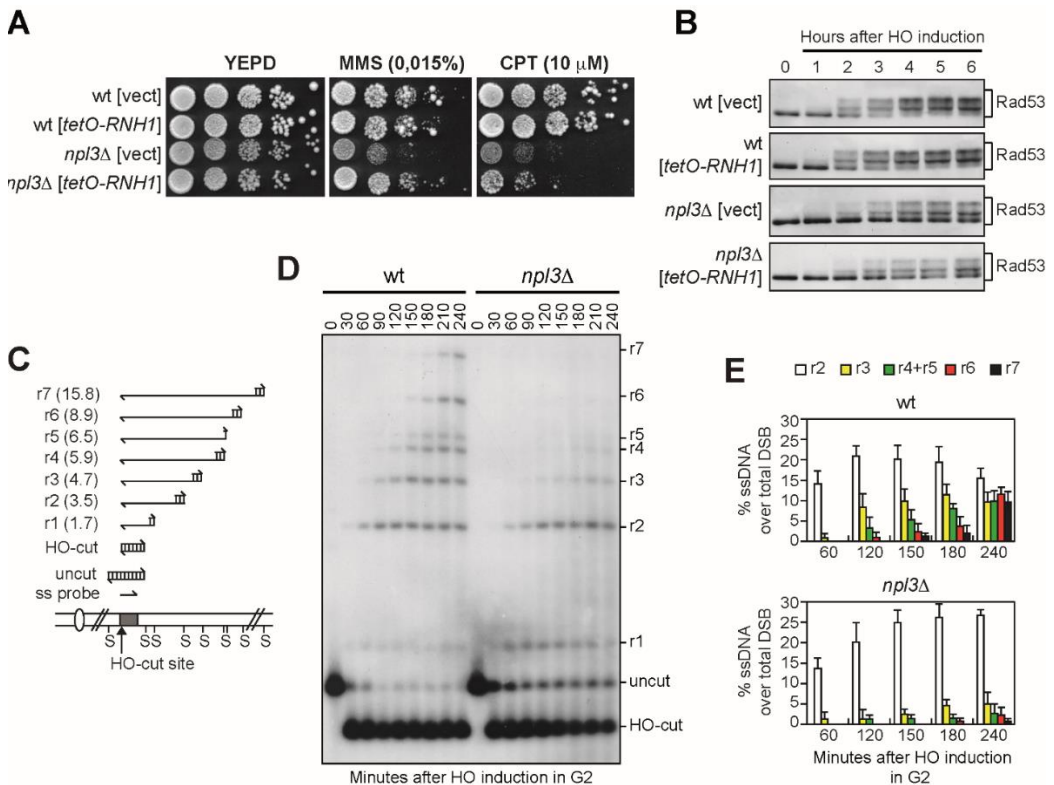 A
YEPD MMS (0,015%) CPT (10 μM)
wt [vect]
wt [tetO-RNH1]
npl3Δ [vect]
npl3Δ [tetO-RNH1]
B
Hours after HO induction
0 1 2 3 4 5 6
wt [vect] Rad53
wt [tetO-RNH1] Rad53
npl3Δ [vect] Rad53
npl3Δ [tetO-RNH1] Rad53
C
r7 (15.8)
r6 (8.9)
r5 (6.5)
r4 (5.9)
r3 (4.7)
r2 (3.5)
r1 (1.7)
HO-cut
uncut
ss probe
S S S S S S S S
HO-cut site
D
wt npl3Δ
0 30 60 90 120 150 180 210 240 0 30 60 90 120 150 180 210 240
r7
r6
r5
r4
r3
r2
r1
uncut
HO-cut
Minutes after HO induction in G2
E
r2 r3 r4+r5 r6 r7
wt
% ssDNA over total DSB
30
25
20
15
10
5
0
60 120 150 180 240
npl3Δ
% ssDNA over total DSB
30
25
20
15
10
5
0
60 120 150 180 240
Minutes after HO induction
in G2